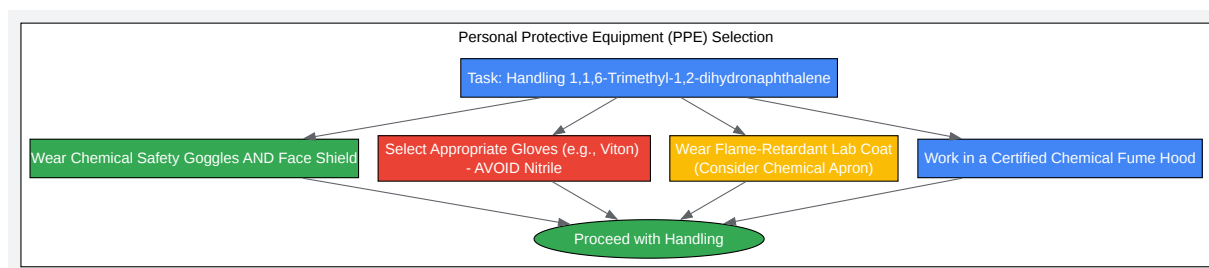 Personal Protective Equipment (PPE) Selection
Task: Handling 1,1,6-Trimethyl-1,2-dihydronaphthalene
Wear Chemical Safety Goggles AND Face Shield
Select Appropriate Gloves (e.g., Viton)
- AVOID Nitrile
Wear Flame-Retardant Lab Coat
(Consider Chemical Apron)
Work in a Certified Chemical Fume Hood
Proceed with Handling